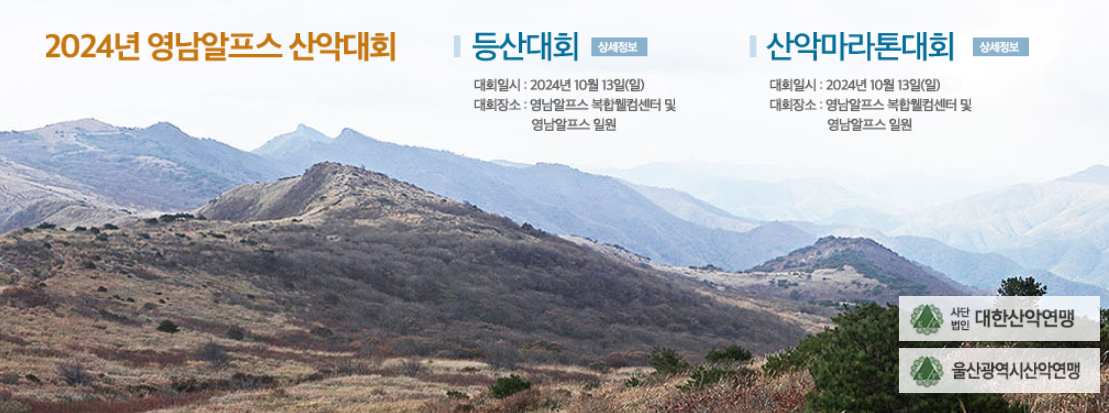 2024년 영남알프스 산악대회
등산대회 상세정보
대회일시 : 2024년 10월 13일(일)
대회장소 : 영남알프스 복합웰컴센터 및
영남알프스 일원
산악마라톤대회 상세정보
대회일시 : 2024년 10월 13일(일)
대회장소 : 영남알프스 복합웰컴센터 및
영남알프스 일원
사단법인 대한산악연맹
울산광역시산악연맹